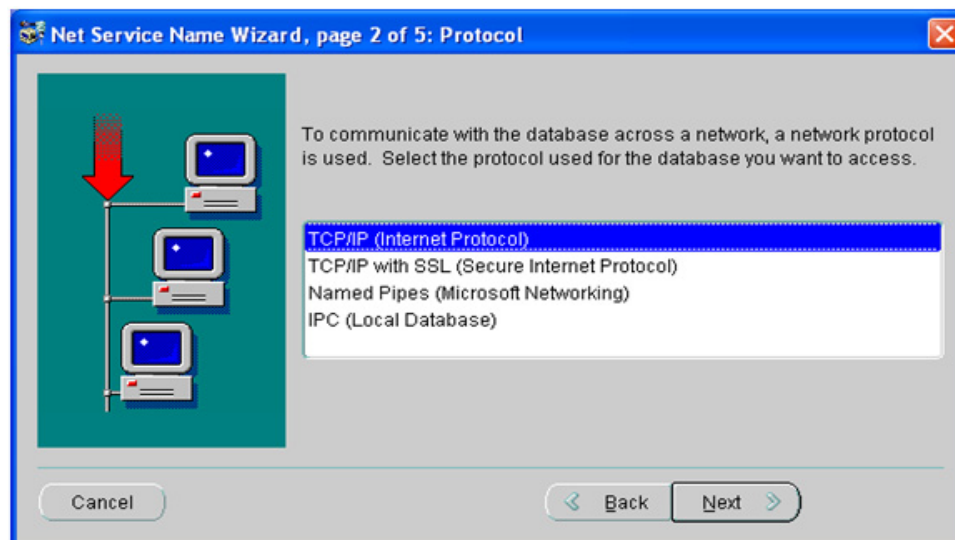 Net Service Name Wizard, page 2 of 5: Protocol
To communicate with the database across a network, a network protocol
is used. Select the protocol used for the database you want to access.
TCP/IP (Internet Protocol)
TCP/IP with SSL (Secure Internet Protocol)
Named Pipes (Microsoft Networking)
IPC (Local Database)
Cancel
Back
Next